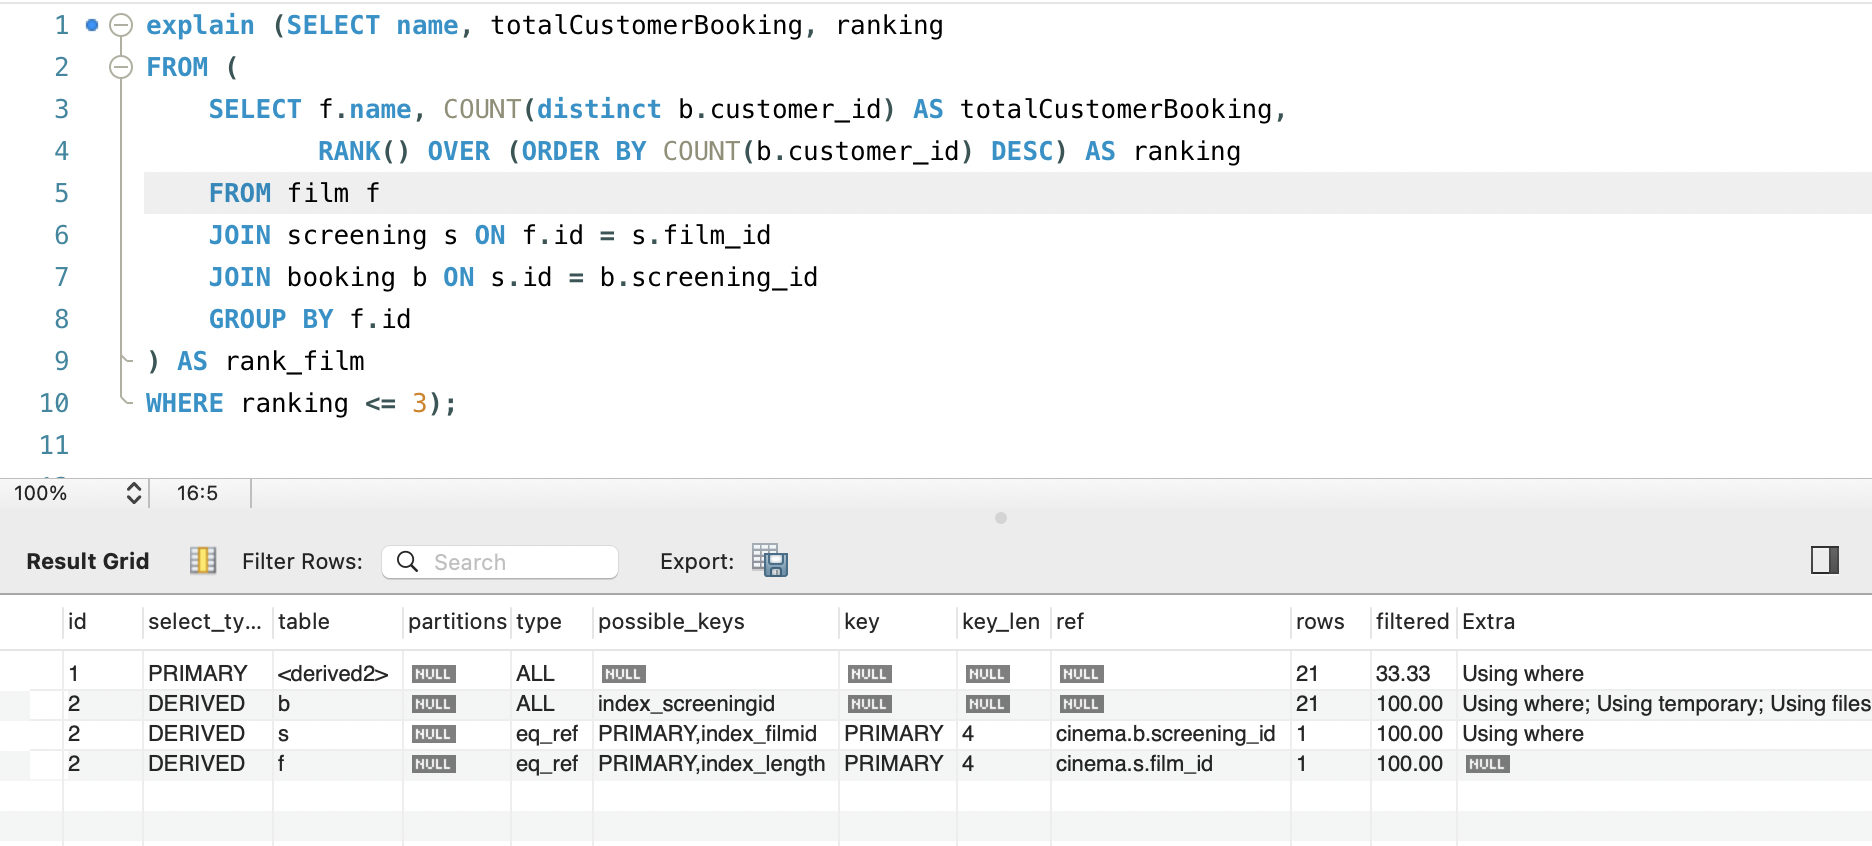 1 explain (SELECT name, totalCustomerBooking, ranking
2 FROM (
3 SELECT f.name, COUNT(distinct b.customer_id) AS totalCustomerBooking,
4 RANK() OVER (ORDER BY COUNT(b.customer_id) DESC) AS ranking
5 FROM film f
6 JOIN screening s ON f.id = s.film_id
7 JOIN booking b ON s.id = b.screening_id
8 GROUP BY f.id
9 ) AS rank_film
10 WHERE ranking <= 3);
11
100% 16:5
Result Grid Filter Rows: Search Export:
id select_ty... table partitions type possible_keys key key_len ref rows filtered Extra
1 PRIMARY <derived2> NULL ALL NULL NULL NULL NULL 21 33.33 Using where
2 DERIVED b NULL ALL index_screeningid NULL NULL NULL 21 100.00 Using where; Using temporary; Using files
2 DERIVED s NULL eq_ref PRIMARY,index_filmid PRIMARY 4 cinema.b.screening_id 1 100.00 Using where
2 DERIVED f NULL eq_ref PRIMARY,index_length PRIMARY 4 cinema.s.film_id 1 100.00 NULL